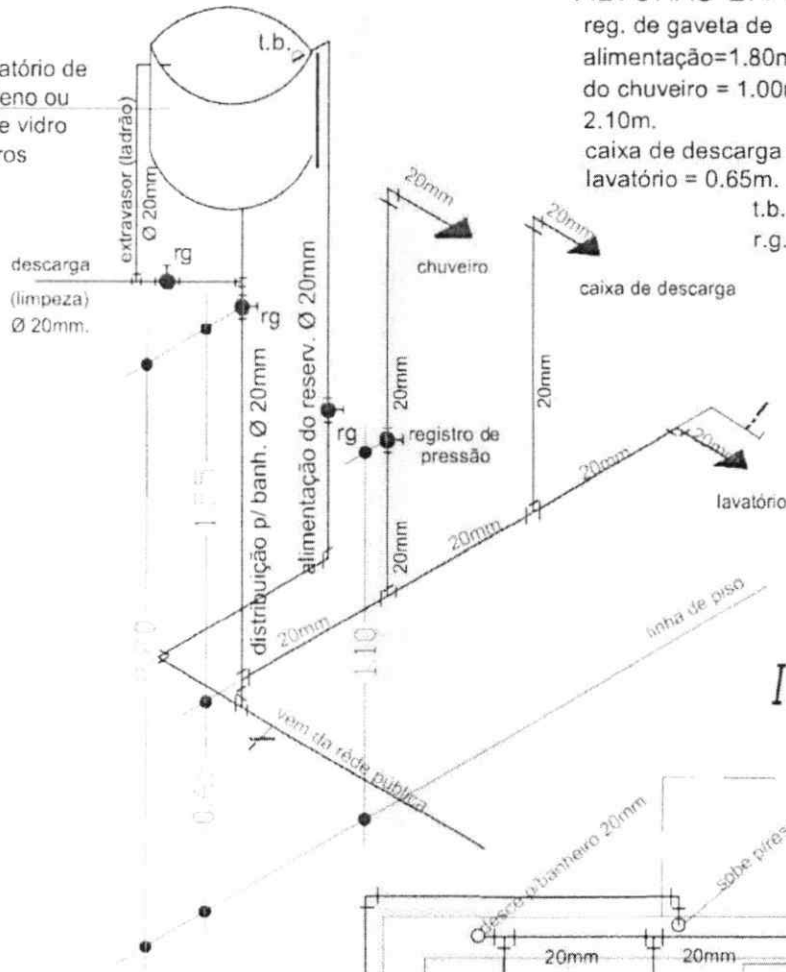 reg. de gaveta de
alimentação=1.80m
do chuveiro = 1.00m
2.10m.
caixa de descarga
lavatório = 0.65m.
t.b.
r.g.
t.b.
atório de
eno ou
e vidro
ros
extravasor (ladrão)
Ø 20mm
rg
descarga
(limpeza)
Ø 20mm.
rg
distribuição p/ banh. Ø 20mm
alimentação do reserv. Ø 20mm
rg
20mm
chuveiro
20mm
caixa de descarga
20mm
20mm
registro de
pressão
20mm
lavatório
20mm
20mm
20mm
20mm
1.10
linha de piso
vem da rêde pública
desce p/banheiro 20mm
sobe p/res
20mm
20mm